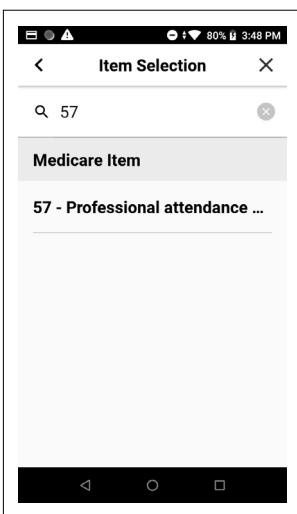 80% 3:48 PM
Item Selection
57
Medicare Item
57 - Professional attendance ...